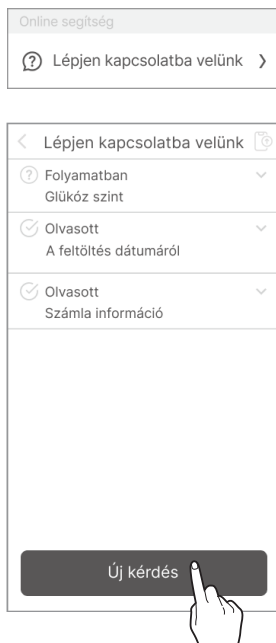 Online segítség
Lépjen kapcsolatba velünk
Lépjen kapcsolatba velünk
Folyamatban
Glükóz szint
Olvasott
A feltöltés dátumáról
Olvasott
Számla információ
Új kérdés